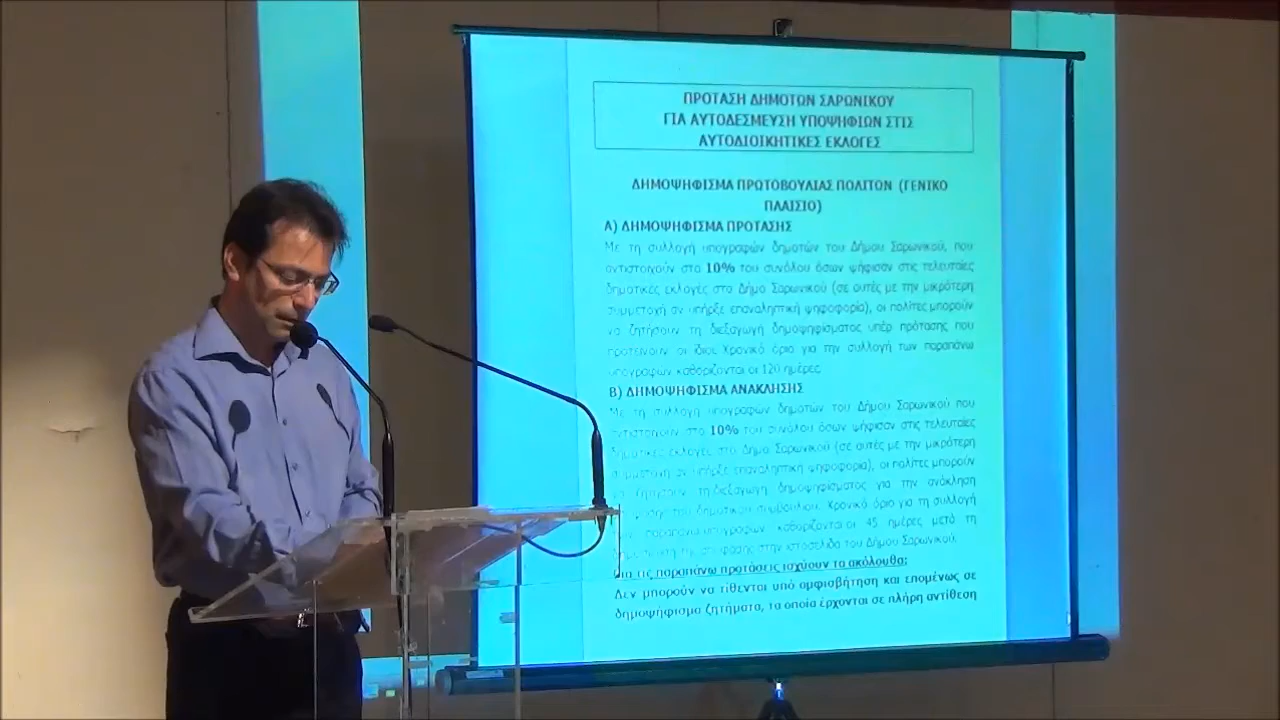 ΠΡΟΤΑΣΗ ΔΗΜΟΤΩΝ ΣΑΡΩΝΙΚΟΥ
ΓΙΑ ΑΥΤΟΔΕΣΜΕΥΣΗ ΥΠΟΨΗΦΙΩΝ ΣΤΙΣ
ΑΥΤΟΔΙΟΙΚΗΤΙΚΕΣ ΕΚΛΟΓΕΣ
ΔΗΜΟΨΗΦΙΣΜΑ ΠΡΩΤΟΒΟΥΛΙΑΣ ΠΟΛΙΤΩΝ (ΓΕΝΙΚΟ
ΠΛΑΙΣΙΟ)
Α) ΔΗΜΟΨΗΦΙΣΜΑ ΠΡΟΤΑΣΗΣ
Με τη συλλογή υπογραφών δημοτών του Δήμου Σαρωνικού, που
αντιστοιχούν στο 10% του συνόλου όσων ψήφισαν στις τελευταίες
δημοτικές εκλογές στο Δήμο Σαρωνικού (σε αυτές με την μικρότερη
συμμετοχή αν υπήρξε επαναληπτική ψηφοφορία), οι πολίτες μπορούν
να ζητήσουν τη διεξαγωγή δημοψηφίσματος υπέρ πρότασης που
προτείνουν οι ίδιοι. Χρονικό όριο για την συλλογή των παραπάνω
υπογραφών καθορίζονται οι 120 ημέρες.
Β) ΔΗΜΟΨΗΦΙΣΜΑ ΑΝΑΚΛΗΣΗΣ
Με τη συλλογή υπογραφών δημοτών του Δήμου Σαρωνικού που
αντιστοιχούν στο 10% του συνόλου όσων ψήφισαν στις τελευταίες
δημοτικές εκλογές στο Δήμο Σαρωνικού (σε αυτές με την μικρότερη
συμμετοχή αν υπήρξε επαναληπτική ψηφοφορία), οι πολίτες μπορούν
να ζητήσουν τη διεξαγωγή δημοψηφίσματος για την ανάκληση
του δημοτικού συμβουλίου. Χρονικό όριο για τη συλλογή
παραπάνω υπογραφών καθορίζονται οι 45 ημέρες μετά τη
απόφασης στην ιστοσελίδα του Δήμου Σαρωνικού.
Για τις παραπάνω προτάσεις ισχύουν τα ακόλουθα:
Δεν μπορούν να τίθενται υπό αμφισβήτηση και επομένως σε
δημοψήφισμα ζητήματα, τα οποία έρχονται σε πλήρη αντίθεση